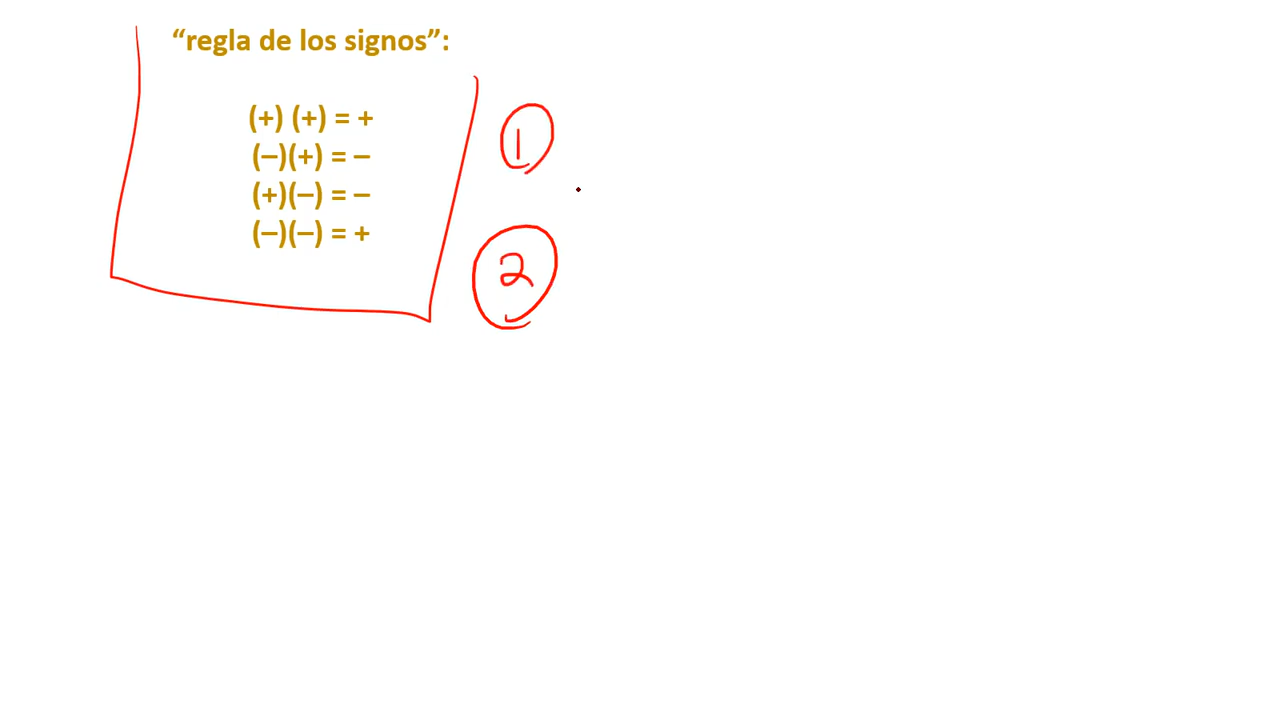 “regla de los signos”:
(+) (+) = +
(–)(+) = –
(+)(–) = –
(–)(–) = +
1
2